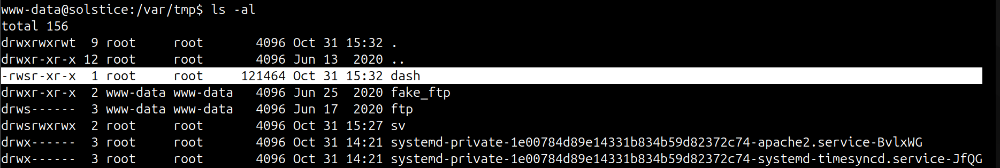 www-data@solstice:/var/tmp$ ls -al
total 156
drwxrwxrwt  9 root     root       4096 Oct 31 15:32 .
drwxr-xr-x 12 root     root       4096 Jun 13  2020 ..
-rwsr-xr-x  1 root     root     121464 Oct 31 15:32 dash
drwxr-xr-x  2 www-data www-data   4096 Jun 25  2020 fake_ftp
drws------  3 www-data www-data   4096 Jun 17  2020 ftp
drwsrwxrwx  2 root     root       4096 Oct 31 15:27 sv
drwx------  3 root     root       4096 Oct 31 14:21 systemd-private-1e00784d89e14331b834b59d82372c74-apache2.service-BvlxWG
drwx------  3 root     root       4096 Oct 31 14:21 systemd-private-1e00784d89e14331b834b59d82372c74-systemd-timesyncd.service-JfQG